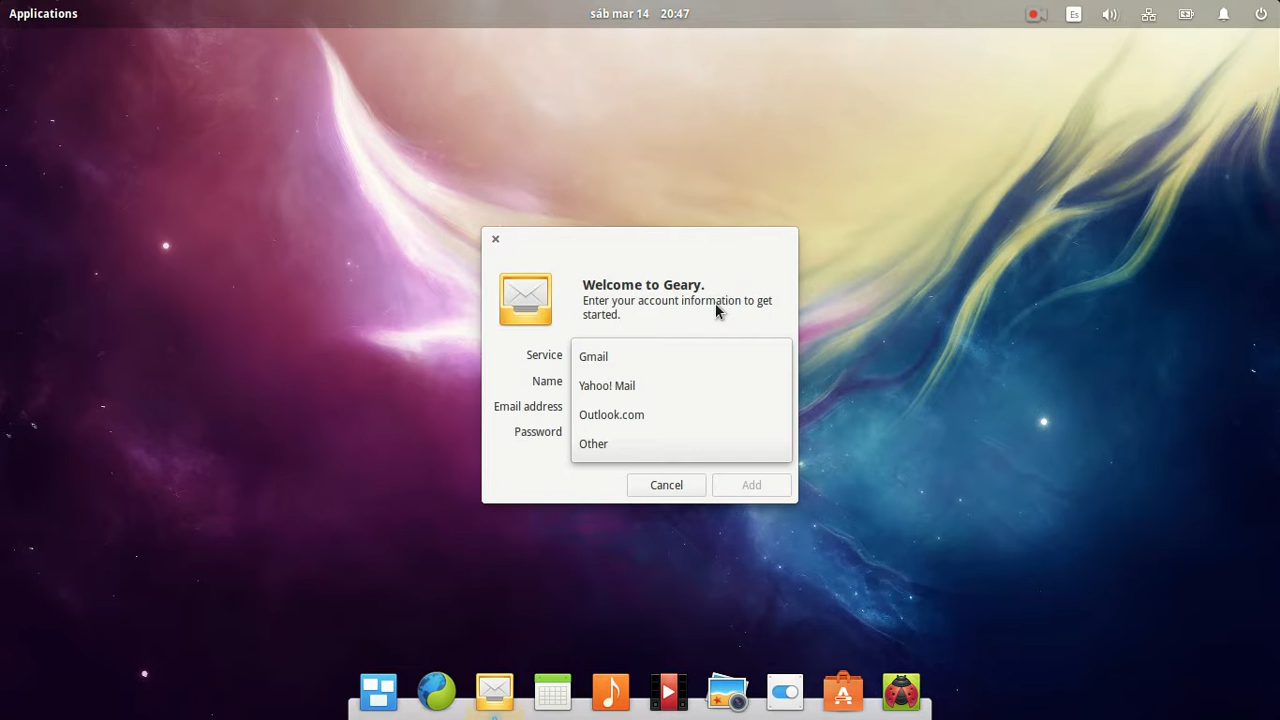 Applications
sáb mar 14 20:47
Es
Welcome to Geary.
Enter your account information to get
started.
Service
Gmail
Name
Yahoo! Mail
Email address
Outlook.com
Password
Other
Cancel
Add